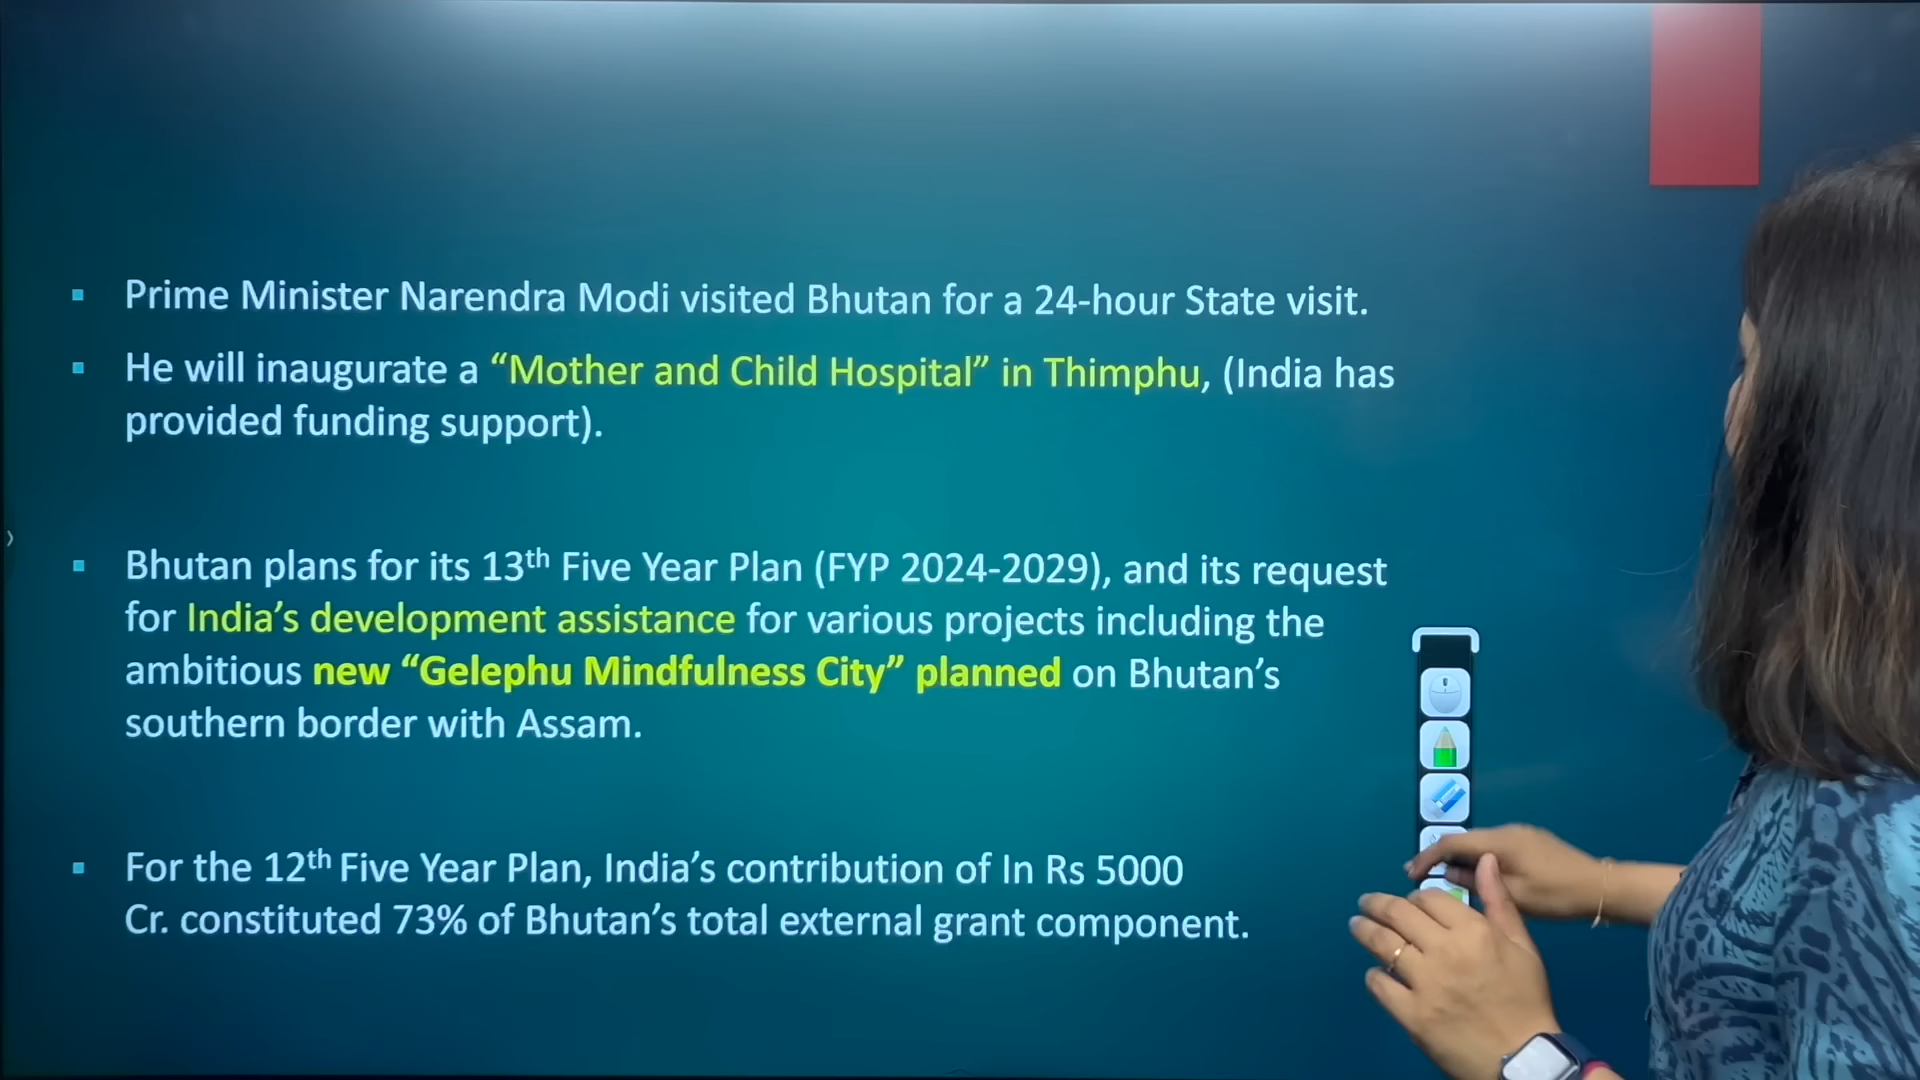 Prime Minister Narendra Modi visited Bhutan for a 24-hour State visit.
He will inaugurate a “Mother and Child Hospital” in Thimphu, (India has
provided funding support).
Bhutan plans for its 13th Five Year Plan (FYP 2024-2029), and its request
for India’s development assistance for various projects including the
ambitious new “Gelephu Mindfulness City” planned on Bhutan’s
southern border with Assam.
For the 12th Five Year Plan, India’s contribution of In Rs 5000
Cr. constituted 73% of Bhutan’s total external grant component.